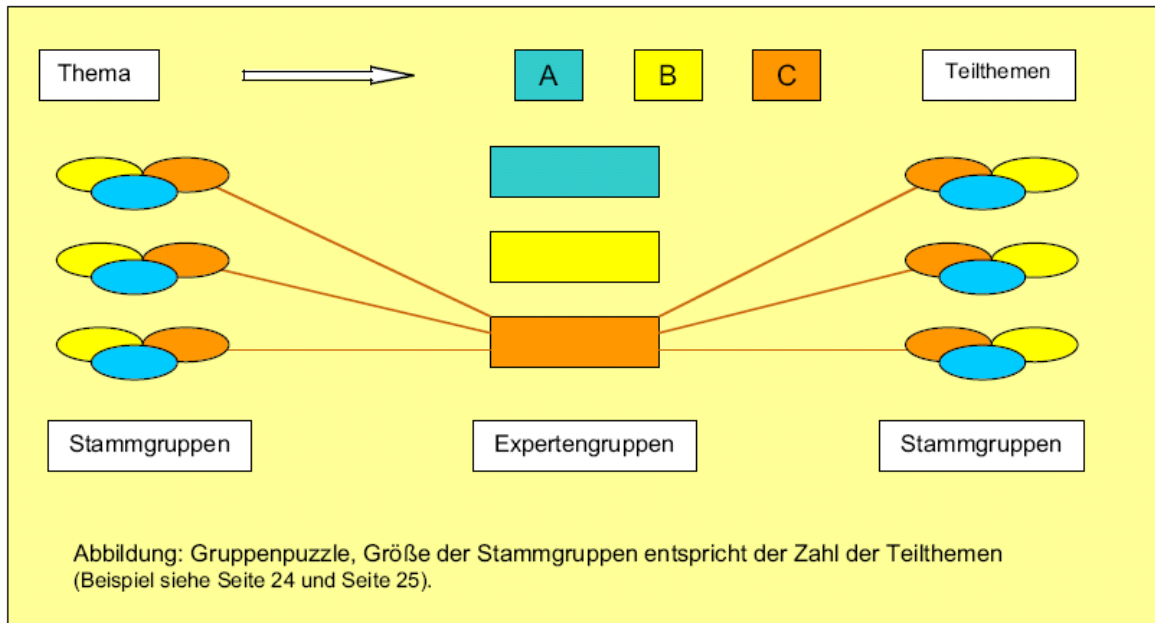 Thema
A
B
C
Teilthemen
Stammgruppen
Expertengruppen
Stammgruppen
Abbildung: Gruppenpuzzle, Größe der Stammgruppen entspricht der Zahl der Teilthemen
(Beispiel siehe Seite 24 und Seite 25).